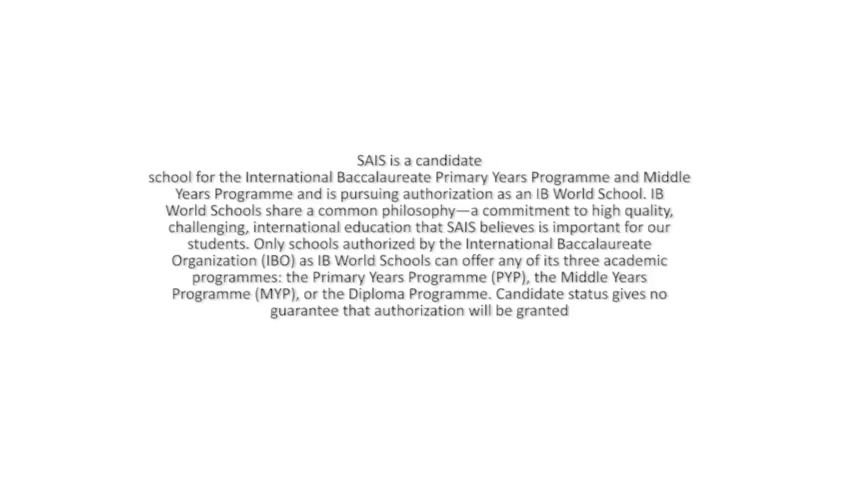 SAIS is a candidate
school for the International Baccalaureate Primary Years Programme and Middle
Years Programme and is pursuing authorization as an IB World School. IB
World Schools share a common philosophy—a commitment to high quality,
challenging, international education that SAIS believes is important for our
students. Only schools authorized by the International Baccalaureate
Organization (IBO) as IB World Schools can offer any of its three academic
programmes: the Primary Years Programme (PYP), the Middle Years
Programme (MYP), or the Diploma Programme. Candidate status gives no
guarantee that authorization will be granted